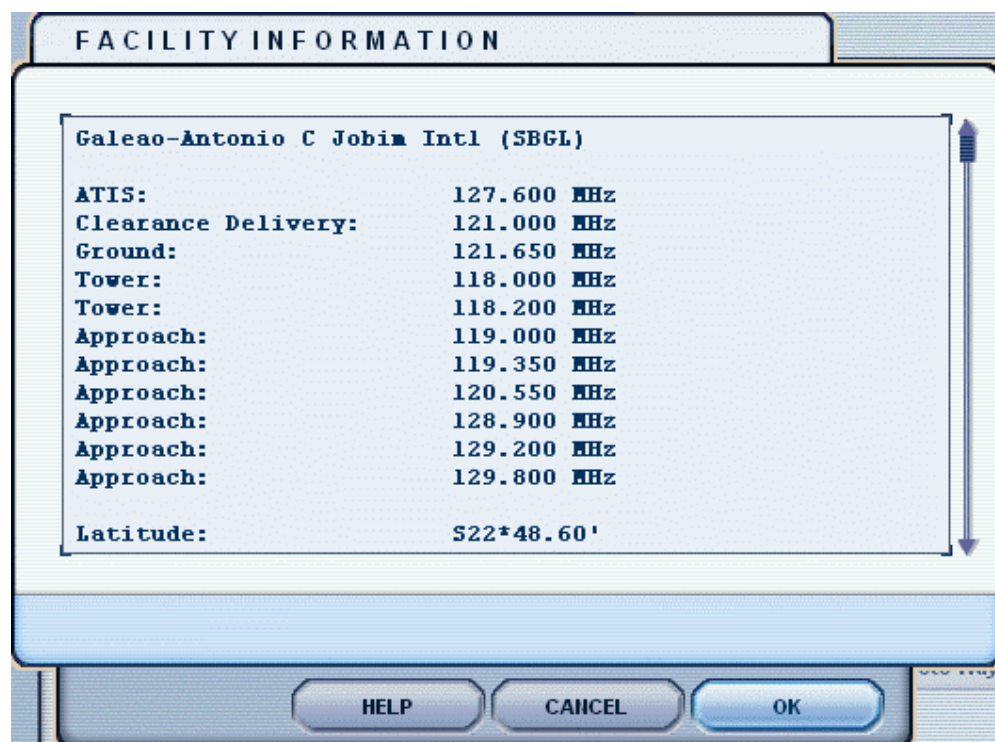 FACILITY INFORMATION
Galeao-Antonio C Jobim Intl (SBGL)
ATIS: 127.600 MHz
Clearance Delivery: 121.000 MHz
Ground: 121.650 MHz
Tower: 118.000 MHz
Tower: 118.200 MHz
Approach: 119.000 MHz
Approach: 119.350 MHz
Approach: 120.550 MHz
Approach: 128.900 MHz
Approach: 129.200 MHz
Approach: 129.800 MHz
Latitude: S22*48.60'
HELP CANCEL OK